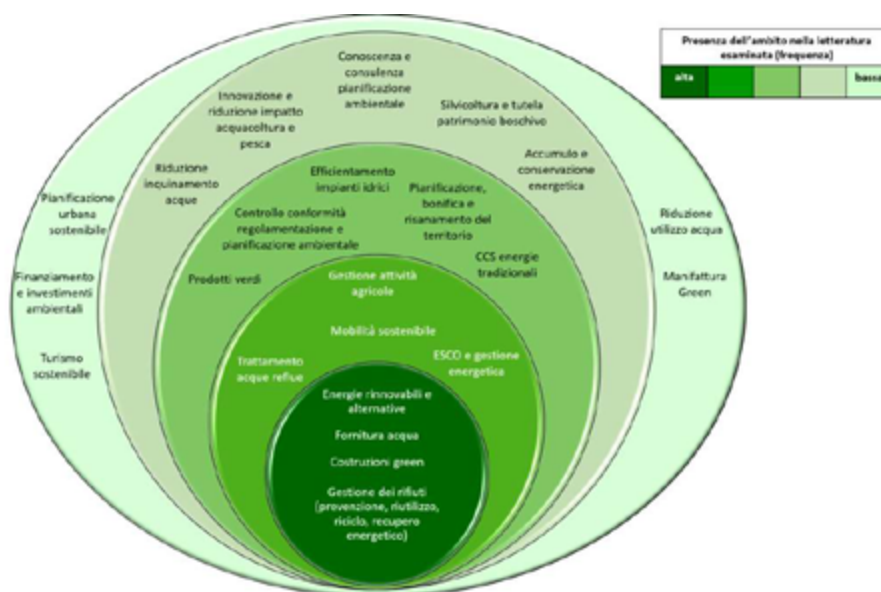 Presenza dell'ambito nella letteratura
esaminata (frequenza)
alta
bassa
Conoscenza e
consulenza
pianificazione
ambientale
Innovazione e
riduzione impatto
acquacoltura e
pesca
Silvicoltura e tutela
patrimonio boschivo
Riduzione
inquinamento
acque
Accumulo e
conservazione
energetica
Efficientamento
impianti idrici
Pianificazione,
bonifica e
risanamento del
territorio
Pianificazione
urbana
sostenibile
Controllo conformità
regolamentazione e
pianificazione ambientale
Riduzione
utilizzo acqua
CCS energie
tradizionali
Prodotti verdi
Finanziamento
e investimenti
ambientali
Gestione attività
agricole
Manifattura
Green
Mobilità sostenibile
Turismo
sostenibile
Trattamento
acque reflue
ESCO e gestione
energetica
Energie rinnovabili e
alternative
Fornitura acqua
Costruzioni green
Gestione dei rifiuti
(prevenzione, riutilizzo,
riciclo, recupero
energetico)